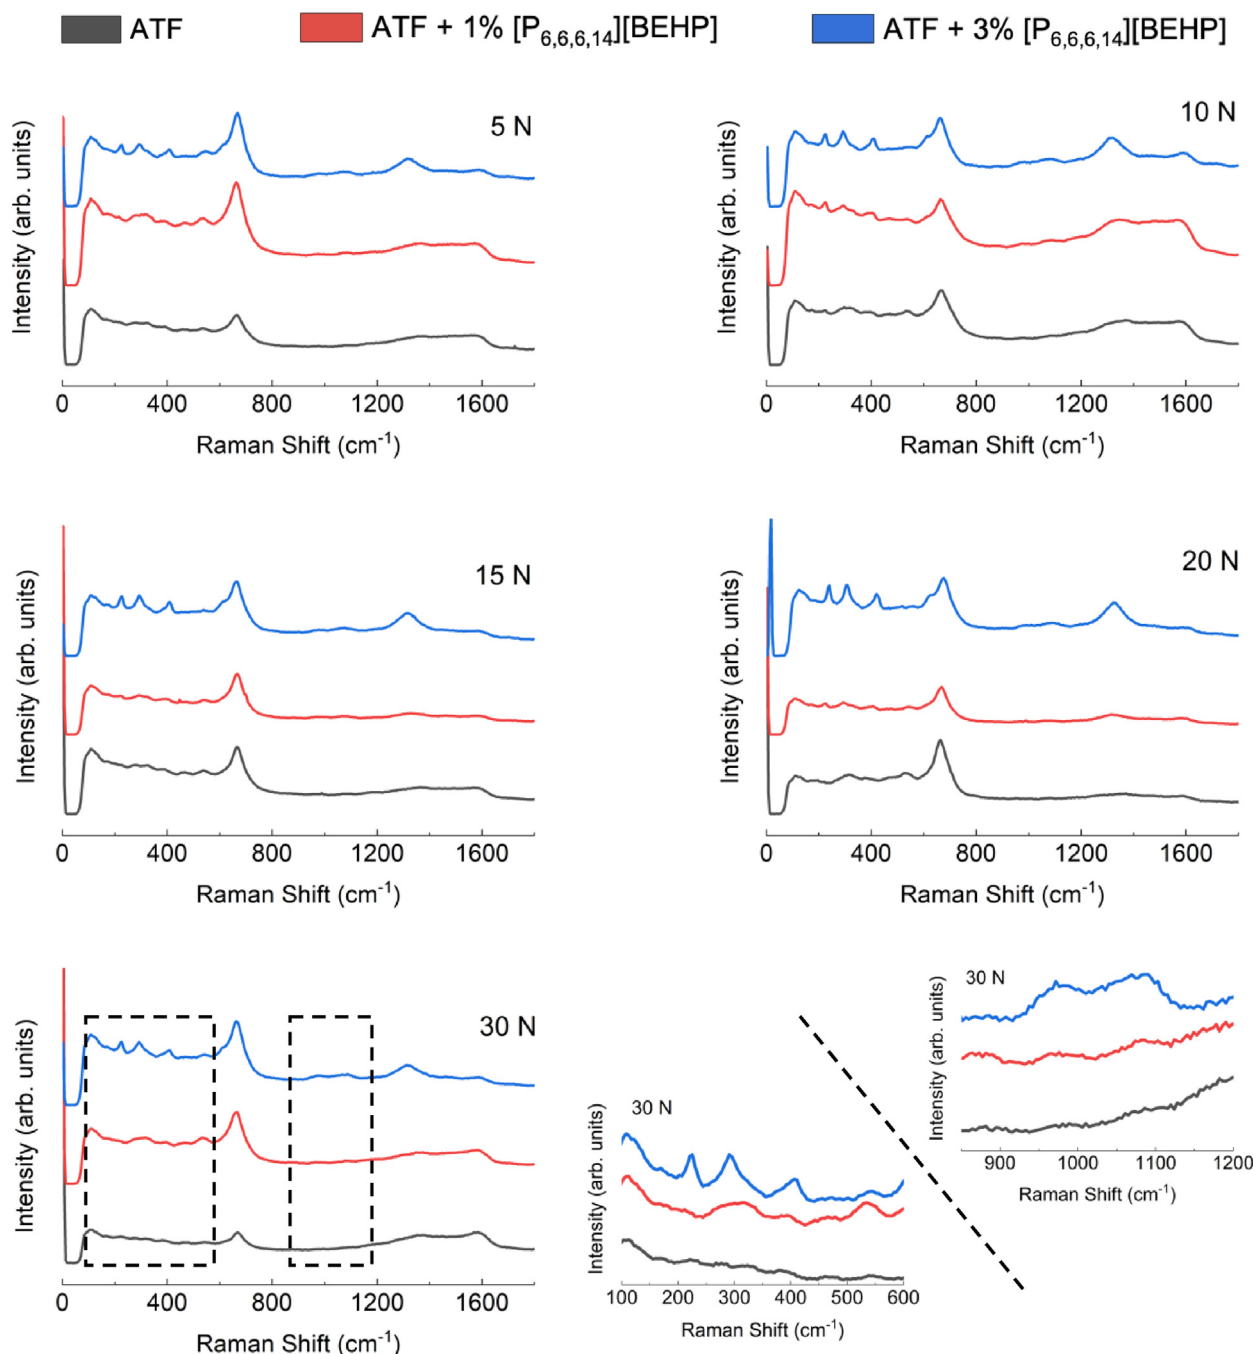 ATF ATF + 1% [P6,6,6,14][BEHP] ATF + 3% [P6,6,6,14][BEHP]
Intensity (arb. units)
5 N
0 400 800 1200 1600
Raman Shift (cm-1)
Intensity (arb. units)
10 N
0 400 800 1200 1600
Raman Shift (cm-1)
Intensity (arb. units)
15 N
0 400 800 1200 1600
Raman Shift (cm-1)
Intensity (arb. units)
20 N
0 400 800 1200 1600
Raman Shift (cm-1)
Intensity (arb. units)
30 N
0 400 800 1200 1600
Raman Shift (cm-1)
Intensity (arb. units)
30 N
100 200 300 400 500 600
Raman Shift (cm-1)
Intensity (arb. units)
30 N
900 1000 1100 1200
Raman Shift (cm-1)